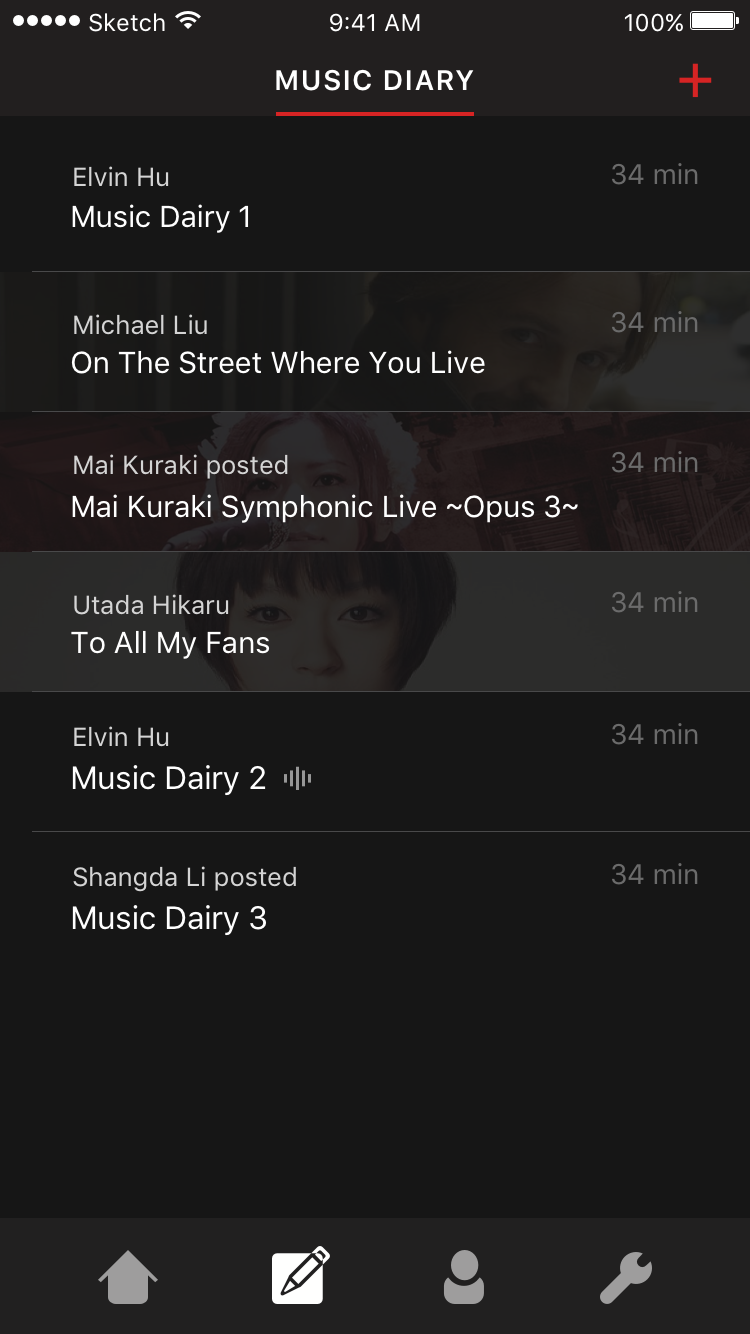 Sketch 9:41 AM 100%
MUSIC DIARY
Elvin Hu 34 min
Music Dairy 1
Michael Liu 34 min
On The Street Where You Live
Mai Kuraki posted 34 min
Mai Kuraki Symphonic Live ~Opus 3~
Utada Hikaru 34 min
To All My Fans
Elvin Hu 34 min
Music Dairy 2
Shangda Li posted 34 min
Music Dairy 3